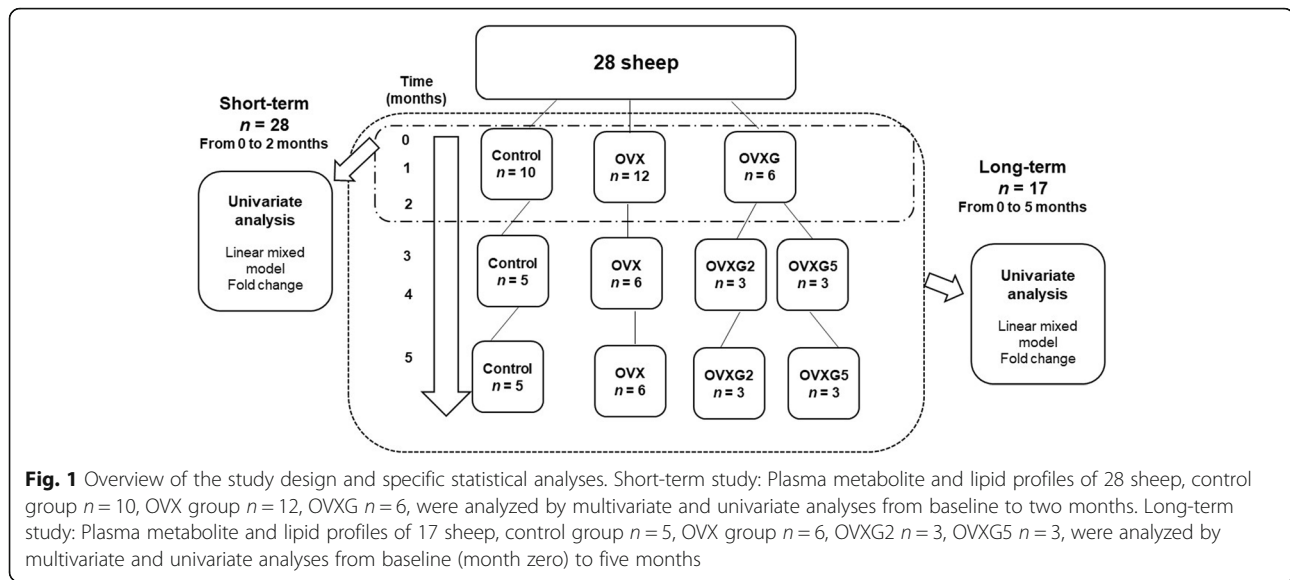 28 sheep
Time
(months)
Short-term
n = 28
From 0 to 2 months
Univariate
analysis
Linear mixed
model
Fold change
0
1
2
3
4
5
Control
n = 10
OVX
n = 12
OVXG
n = 6
Control
n = 5
OVX
n = 6
OVXG2
n = 3
OVXG5
n = 3
Control
n = 5
OVX
n = 6
OVXG2
n = 3
OVXG5
n = 3
Long-term
n = 17
From 0 to 5 months
Univariate
analysis
Linear mixed
model
Fold change
Fig. 1 Overview of the study design and specific statistical analyses. Short-term study: Plasma metabolite and lipid profiles of 28 sheep, control
group n = 10, OVX group n = 12, OVXG n = 6, were analyzed by multivariate and univariate analyses from baseline to two months. Long-term
study: Plasma metabolite and lipid profiles of 17 sheep, control group n = 5, OVX group n = 6, OVXG2 n = 3, OVXG5 n = 3, were analyzed by
multivariate and univariate analyses from baseline (month zero) to five months